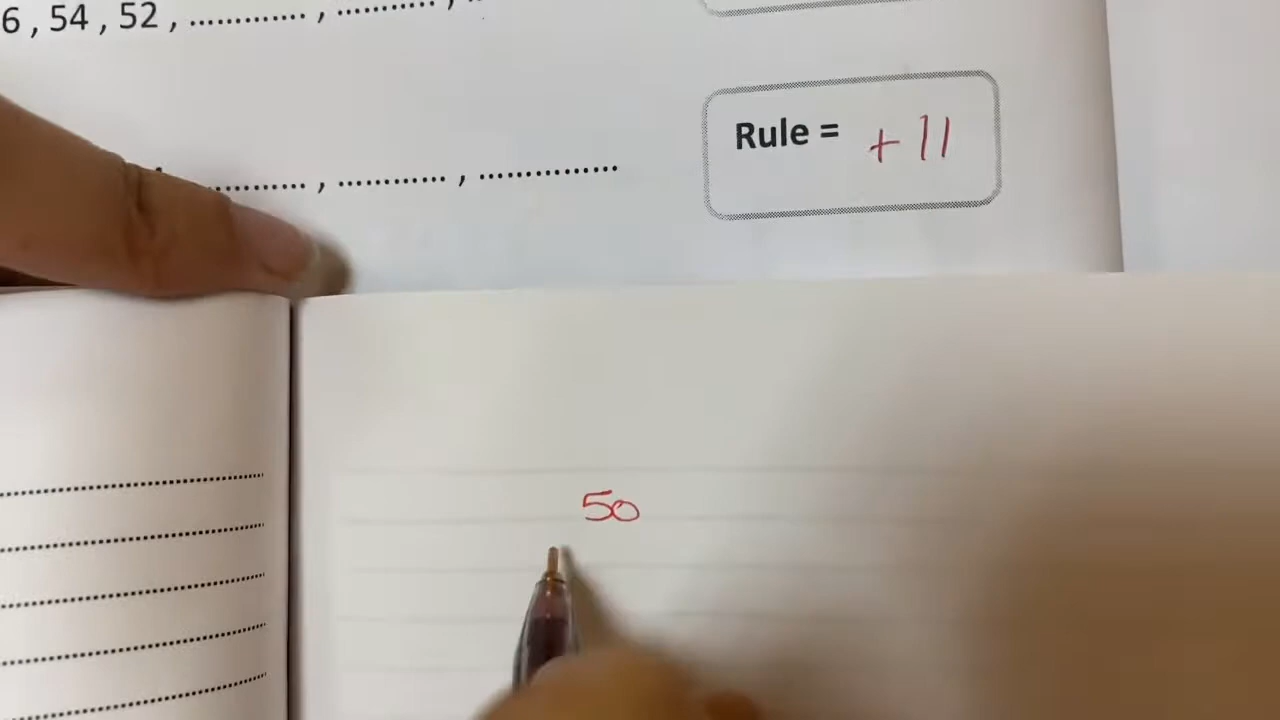 6 , 54 , 52 , ............ , ............ ,
Rule = + 11
............ , ............ , ...............
50